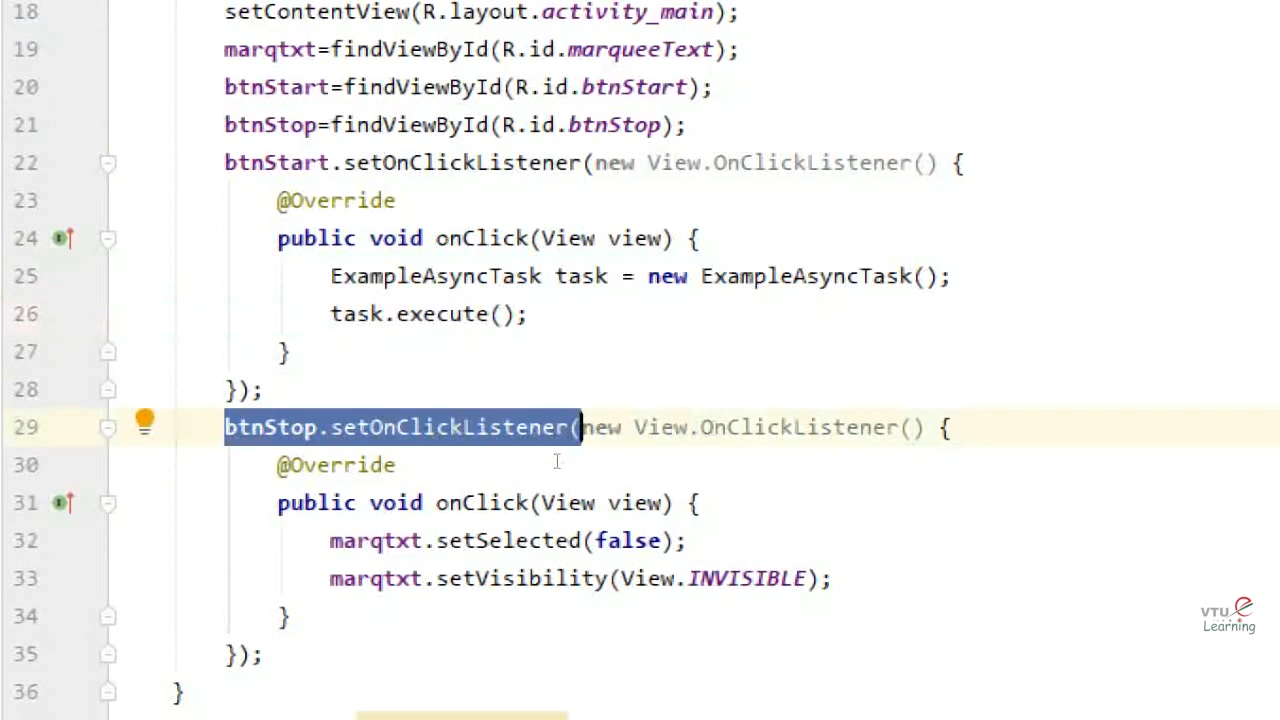 18 setContentView(R.layout.activity_main);
19 marqtxt=findViewById(R.id.marqueeText);
20 btnStart=findViewById(R.id.btnStart);
21 btnStop=findViewById(R.id.btnStop);
22 btnStart.setOnClickListener(new View.OnClickListener() {
23 @Override
24 public void onClick(View view) {
25 ExampleAsyncTask task = new ExampleAsyncTask();
26 task.execute();
27 }
28 });
29 btnStop.setOnClickListener(new View.OnClickListener() {
30 @Override
31 public void onClick(View view) {
32 marqtxt.setSelected(false);
33 marqtxt.setVisibility(View.INVISIBLE);
34 }
35 });
36 }
VTU e
Learning